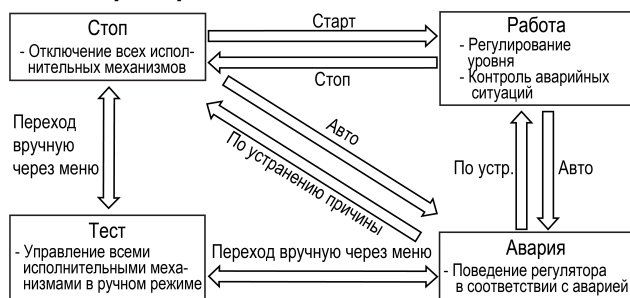 Стоп
- Отключение всех испол-
нительных механизмов
Старт
Стоп
Работа
- Регулирование
уровня
- Контроль аварийных
ситуаций
Переход
вручную
через меню
Авто
По устранению причины
По устр.
Авто
Тест
- Управление всеми
исполнительными меха-
низмами в ручном режиме
Переход вручную через меню
Авария
- Поведение регулятора
в соответствии с аварией